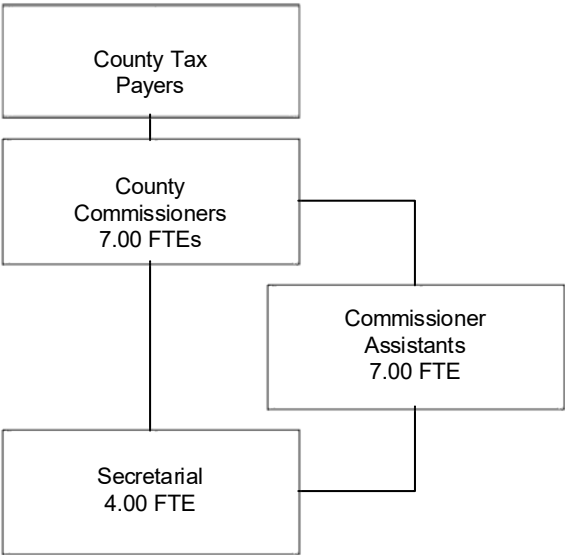 County Tax
Payers
County
Commissioners
7.00 FTEs
Commissioner
Assistants
7.00 FTE
Secretarial
4.00 FTE